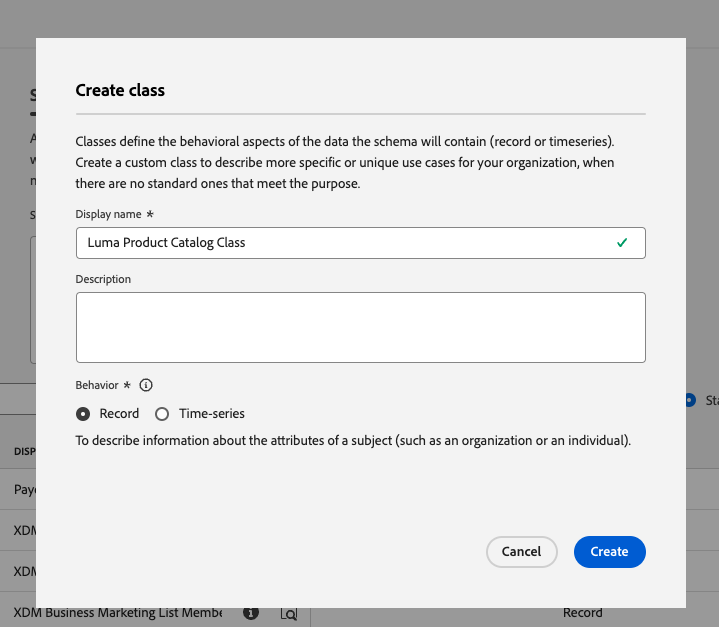 Create class
Classes define the behavioral aspects of the data the schema will contain (record or timeseries).
Create a custom class to describe more specific or unique use cases for your organization, when
there are no standard ones that meet the purpose.
Display name *
Luma Product Catalog Class
Description
Behavior *
Record
Time-series
To describe information about the attributes of a subject (such as an organization or an individual).
Cancel
Create
XDM Business Marketing List Membe
Record